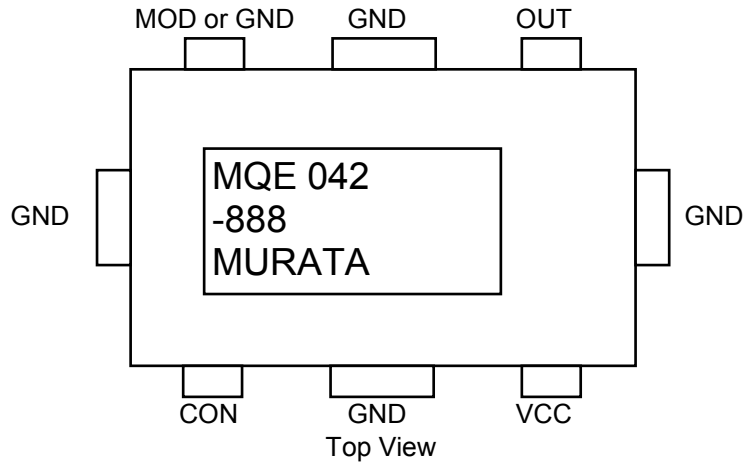 MOD or GND GND OUT
MQE 042
-888
MURATA
GND GND
CON GND VCC
Top View